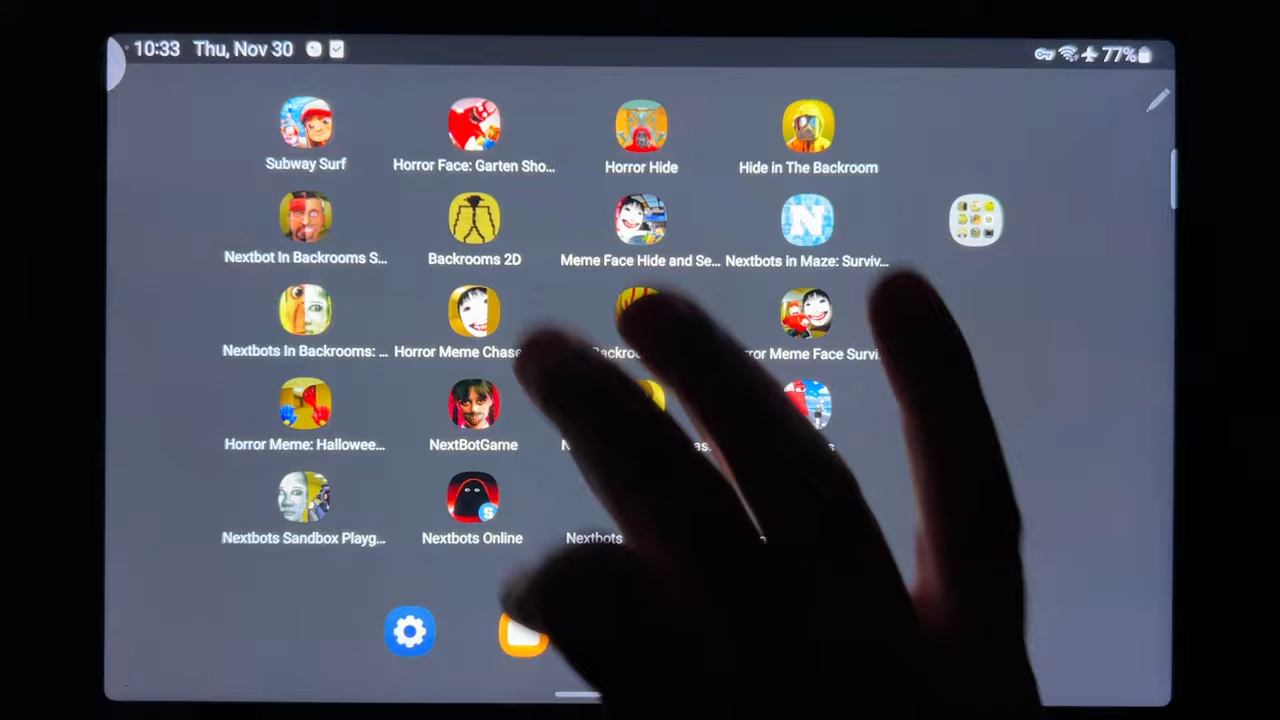 10:33 Thu, Nov 30
77%
Subway Surf
Horror Face: Garten Sho...
Horror Hide
Hide in The Backroom
Nextbot In Backrooms S...
Backrooms 2D
Meme Face Hide and Se...
Nextbots in Maze: Surviv...
N
Nextbots In Backrooms: ...
Horror Meme Chase
Horror Meme: Hallowee...
NextBotGame
Nextbots Sandbox Playg...
Nextbots Online
S
Nextbots